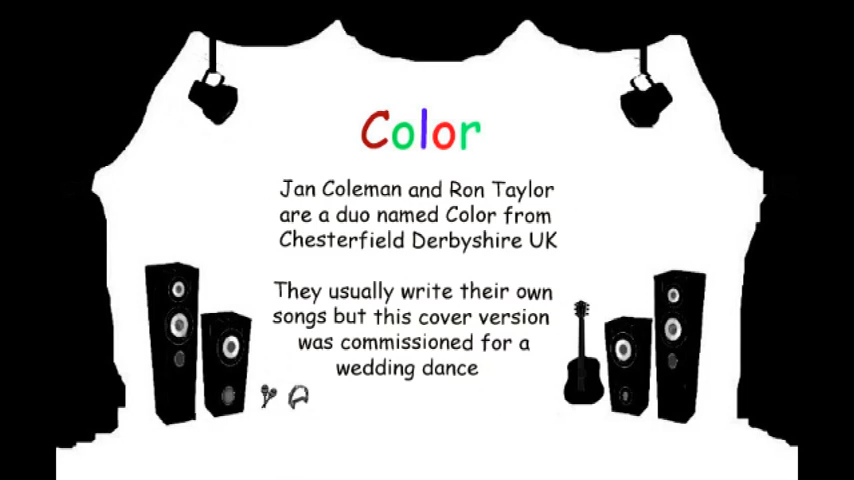 Color
Jan Coleman and Ron Taylor
are a duo named Color from
Chesterfield Derbyshire UK
They usually write their own
songs but this cover version
was commissioned for a
wedding dance